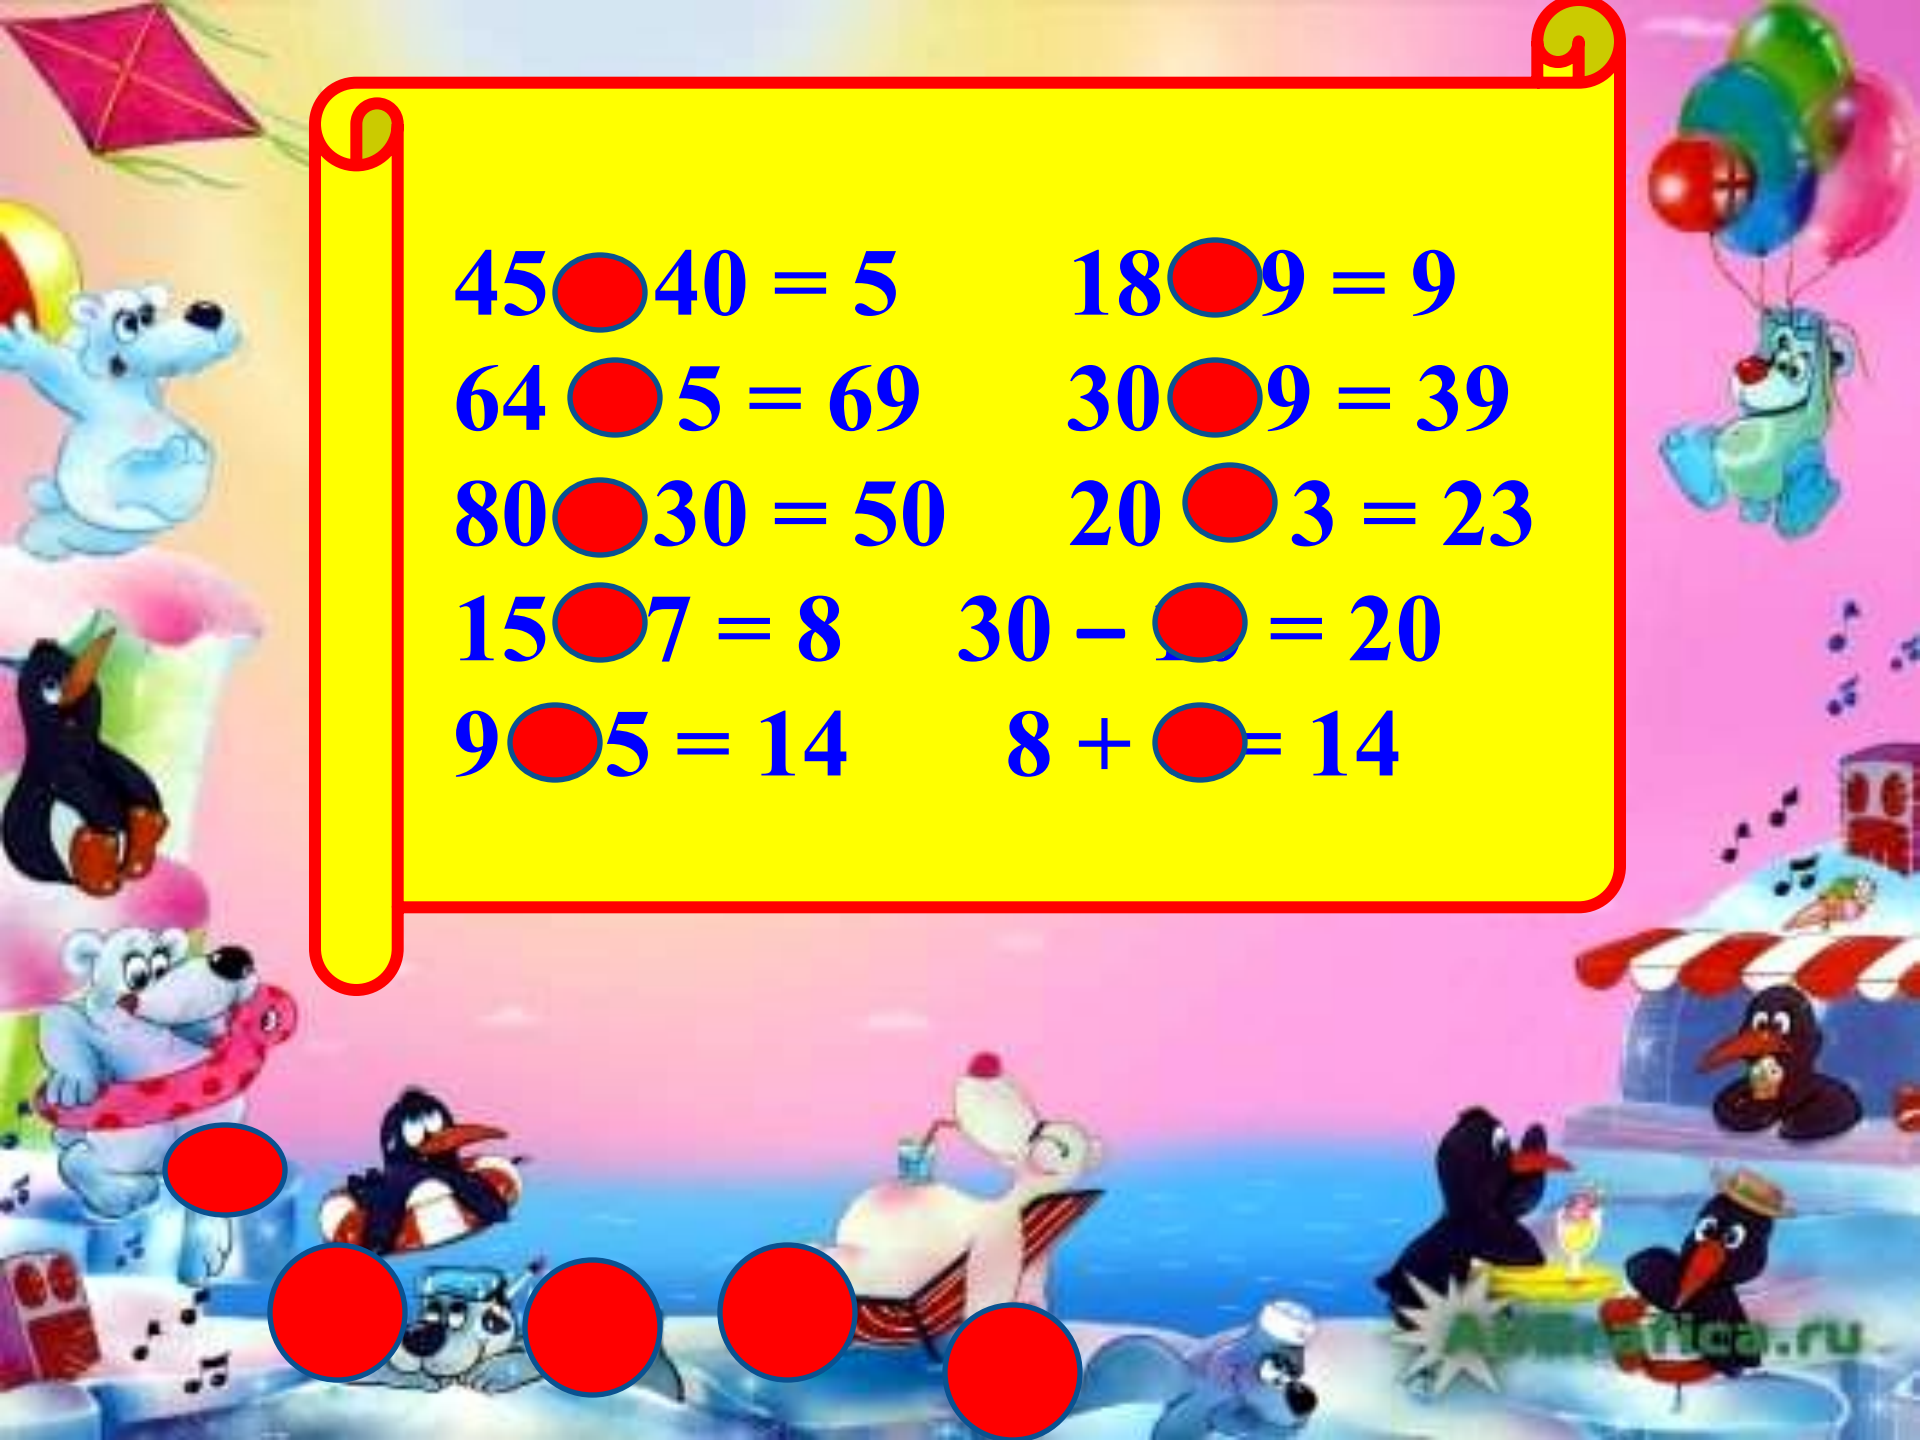 45 40 = 5 18 9 = 9
64 5 = 69 30 9 = 39
80 30 = 50 20 3 = 23
15 7 = 8 30 – = 20
9 5 = 14 8 + = 14